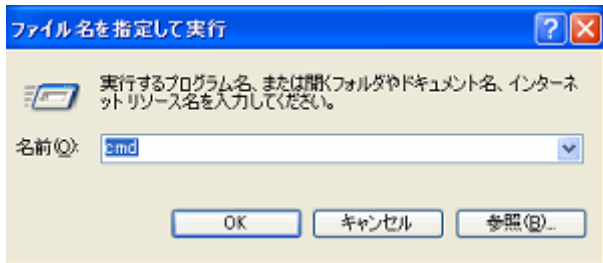 ファイル名を指定して実行
実行するプログラム名、または開くフォルダやドキュメント名、インターネ
ット リソース名を入力してください。
名前(O):
cmd
OK
キャンセル
参照(B)...